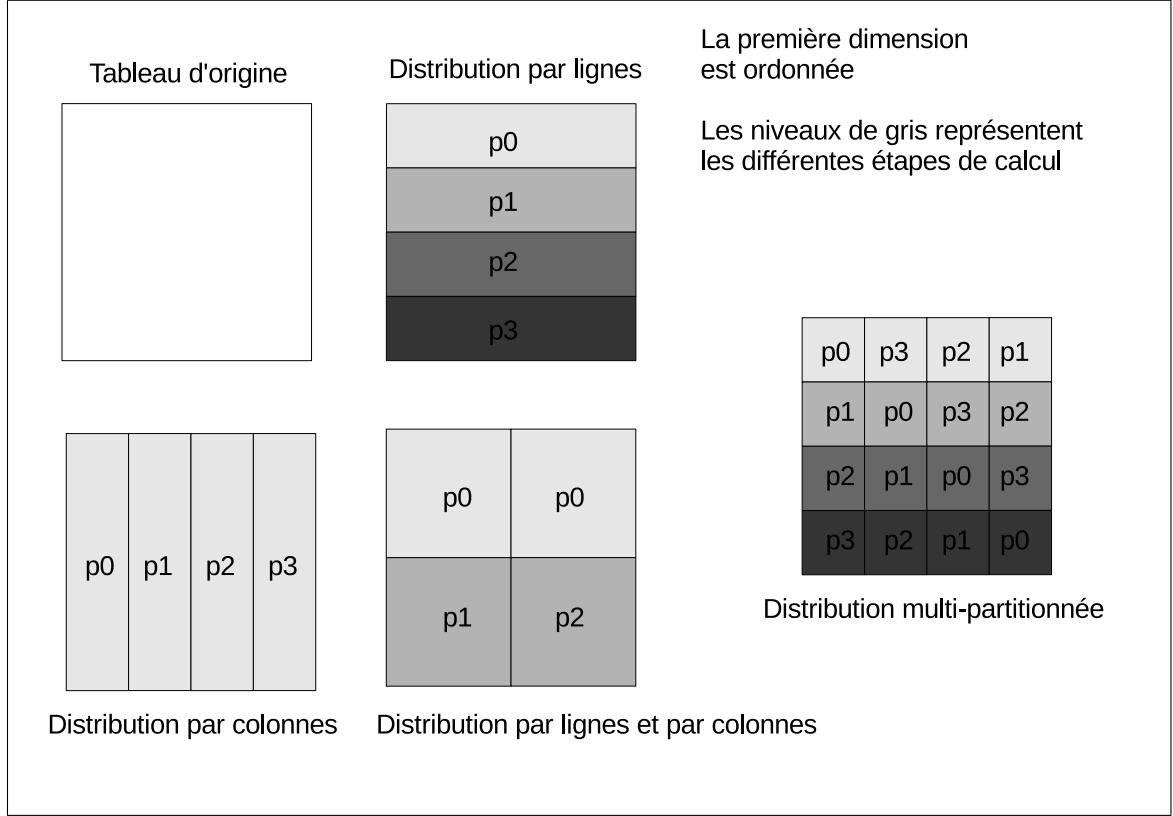 Tableau d'origine
Distribution par lignes
La première dimension
est ordonnée
Les niveaux de gris représentent
les différentes étapes de calcul
p0
p1
p2
p3
p0 p3 p2 p1
p1 p0 p3 p2
p2 p1 p0 p3
p3 p2 p1 p0
Distribution multi-partitionnée
p0 p1 p2 p3
Distribution par colonnes
p0 p0
p1 p2
Distribution par lignes et par colonnes